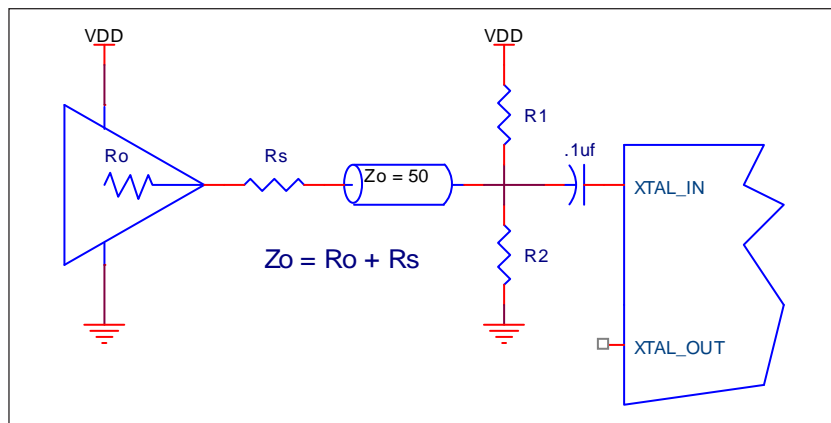 VDD
VDD
R1
Ro
Rs
Zo = 50
.1uf
XTAL_IN
Zo = Ro + Rs
R2
XTAL_OUT